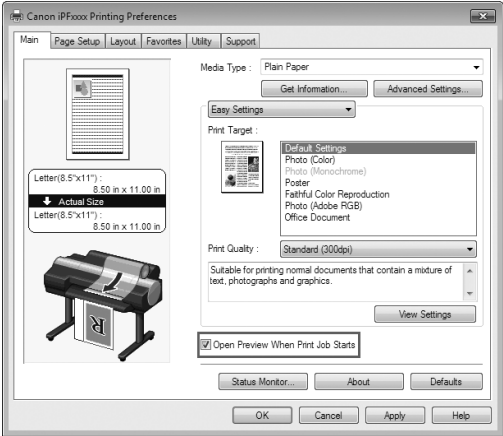 Canon iPFxxxx Printing Preferences
Main Page Setup Layout Favorites Utility Support
Media Type : Plain Paper
Get Information... Advanced Settings...
Easy Settings
Print Target :
Default Settings
Photo (Color)
Photo (Monochrome)
Poster
Faithful Color Reproduction
Photo (Adobe RGB)
Office Document
Letter(8.5"x11") :
8.50 in x 11.00 in
Actual Size
Letter(8.5"x11") :
8.50 in x 11.00 in
R
Print Quality : Standard (300dpi)
Suitable for printing normal documents that contain a mixture of
text, photographs and graphics.
View Settings
Open Preview When Print Job Starts
Status Monitor... About Defaults
OK Cancel Apply Help